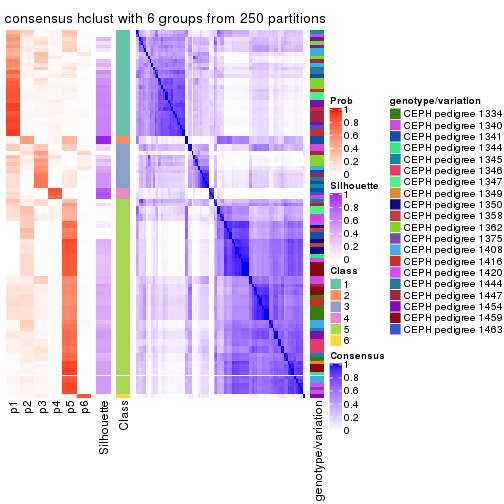 consensus hclust with 6 groups from 250 partitions
p1
p2
p3
p4
p5
p6
Silhouette
Class
genotype/variation
Prob
1
0.8
0.6
0.4
0.2
0
Silhouette
1
0.8
0.6
0.4
0.2
0
Class
1
2
3
4
5
6
Consensus
1
0.8
0.6
0.4
0.2
0
genotype/variation
CEPH pedigree 1334
CEPH pedigree 1340
CEPH pedigree 1341
CEPH pedigree 1344
CEPH pedigree 1345
CEPH pedigree 1346
CEPH pedigree 1347
CEPH pedigree 1349
CEPH pedigree 1350
CEPH pedigree 1358
CEPH pedigree 1362
CEPH pedigree 1375
CEPH pedigree 1408
CEPH pedigree 1416
CEPH pedigree 1420
CEPH pedigree 1444
CEPH pedigree 1447
CEPH pedigree 1454
CEPH pedigree 1459
CEPH pedigree 1463